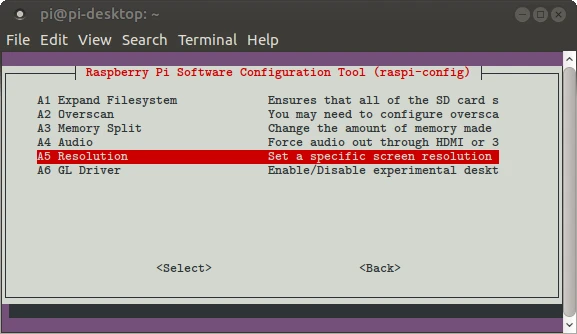 pi@pi-desktop: ~
File Edit View Search Terminal Help
Raspberry Pi Software Configuration Tool (raspi-config)
A1 Expand Filesystem Ensures that all of the SD card s
A2 Overscan You may need to configure oversca
A3 Memory Split Change the amount of memory made
A4 Audio Force audio out through HDMI or 3
A5 Resolution Set a specific screen resolution
A6 GL Driver Enable/Disable experimental deskt
<Select> <Back>